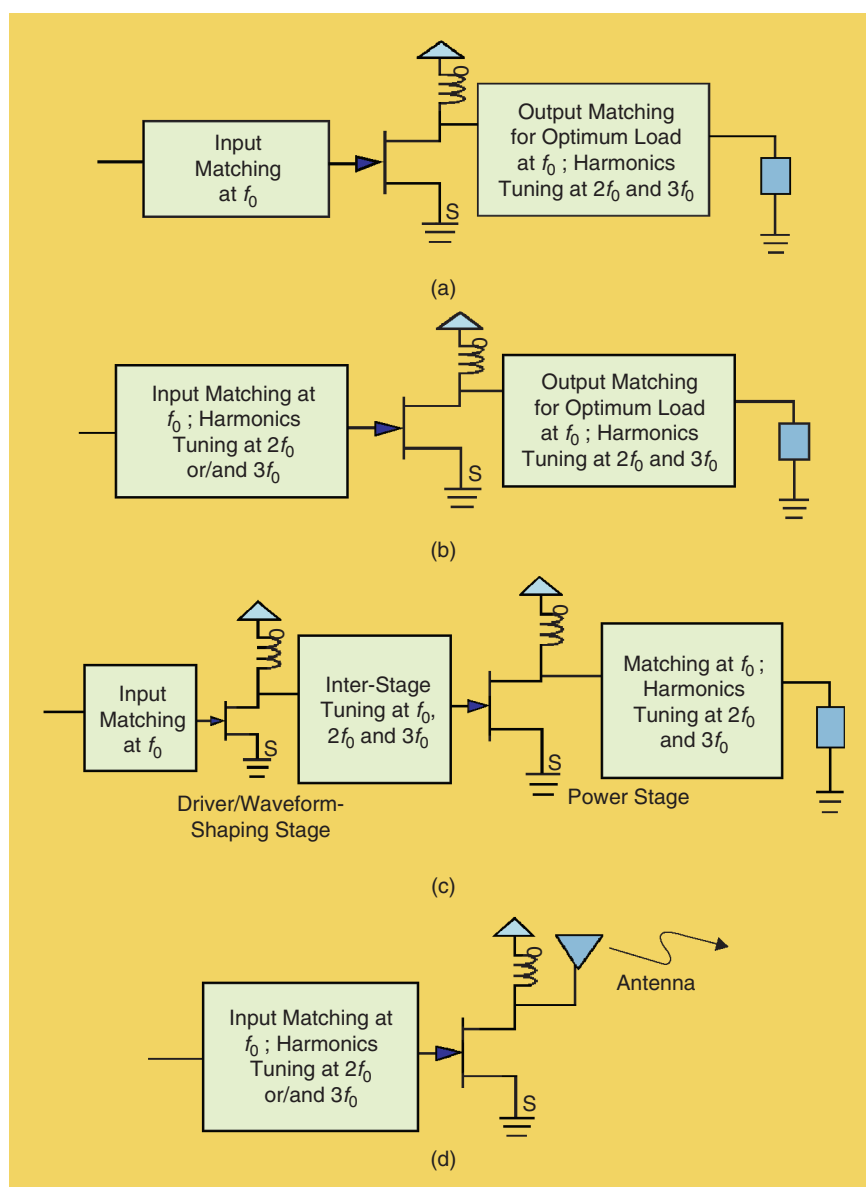 Input
Matching
at f0
S
Output Matching
for Optimum Load
at f0 ; Harmonics
Tuning at 2f0 and 3f0
(a)
Input Matching at
f0 ; Harmonics
Tuning at 2f0
or/and 3f0
S
Output Matching
for Optimum Load
at f0 ; Harmonics
Tuning at 2f0 and 3f0
(b)
Input
Matching
at f0
S
Driver/Waveform-
Shaping Stage
Inter-Stage
Tuning at f0,
2f0 and 3f0
S
Power Stage
Matching at f0 ;
Harmonics
Tuning at 2f0
and 3f0
(c)
Input Matching at
f0 ; Harmonics
Tuning at 2f0
or/and 3f0
S
Antenna
(d)